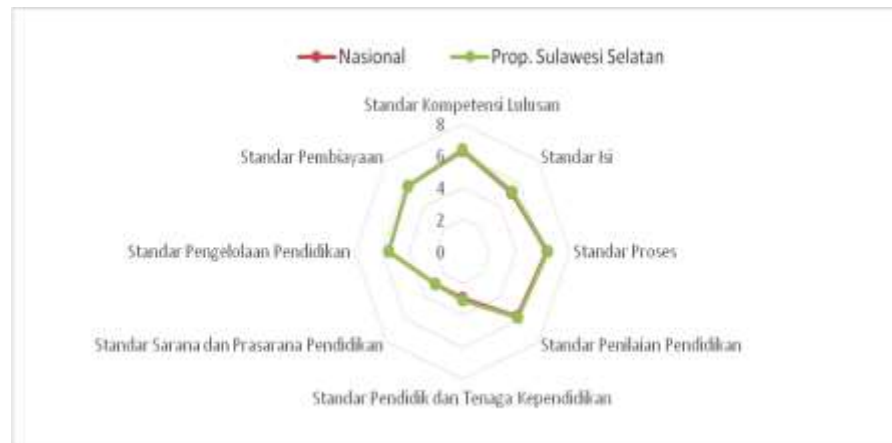 Nasional
Prop. Sulawesi Selatan
Standar Kompetensi Lulusan
8
Standar Pembiayaan
6
Standar Isi
4
2
Standar Pengelolaan Pendidikan
0
Standar Proses
Standar Sarana dan Prasarana Pendidikan
Standar Penilaian Pendidikan
Standar Pendidik dan Tenaga Kependidikan